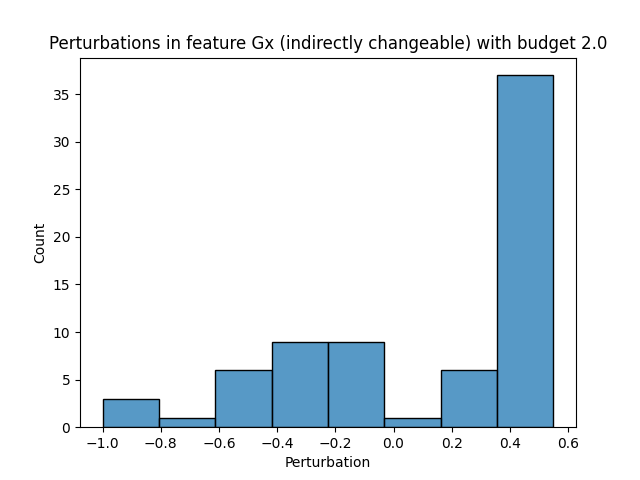 Perturbations in feature Gx (indirectly changeable) with budget 2.0
35
30
25
20
15
10
5
0
Count
−1.0 −0.8 −0.6 −0.4 −0.2 0.0 0.2 0.4 0.6
Perturbation